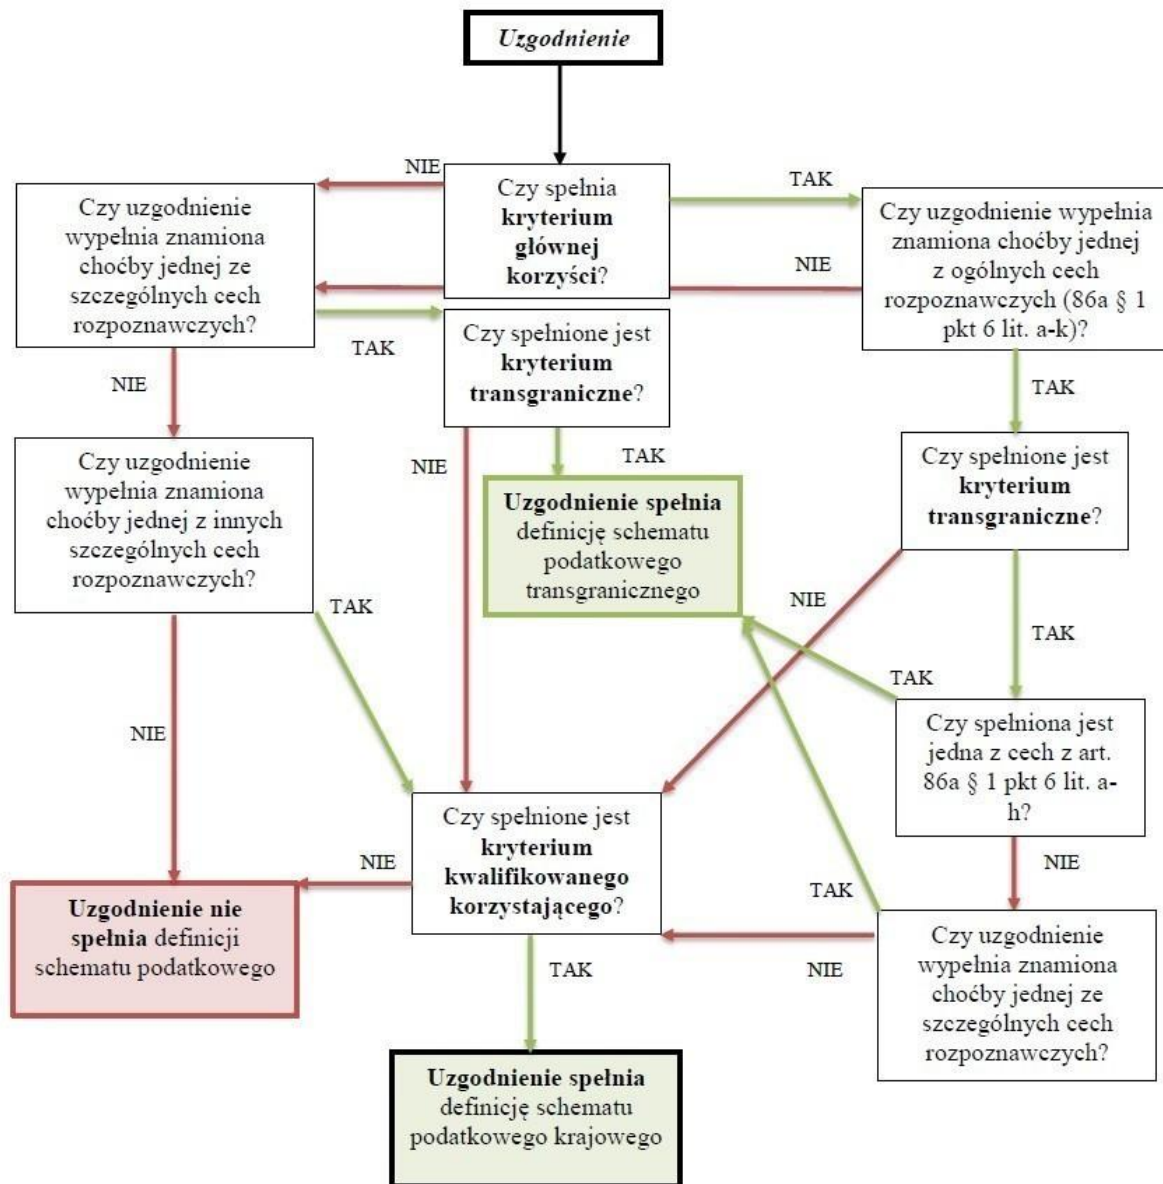 Uzgodnienie
NIE
Czy spełnia
kryterium
głównej
korzyści?
TAK
Czy uzgodnienie
wypełnia znamiona
choćby jednej ze
szczególnych cech
rozpoznawczych?
NIE
Czy uzgodnienie wypełnia
znamiona choćby jednej
z ogólnych cech
rozpoznawczych (86a § 1
pkt 6 lit. a-k)?
TAK
Czy spełnione jest
kryterium
transgraniczne?
NIE
TAK
Czy uzgodnienie
wypełnia znamiona
choćby jednej z innych
szczególnych cech
rozpoznawczych?
NIE
TAK
Czy spełnione jest
kryterium
transgraniczne?
Uzgodnienie spełnia
definicję schematu
podatkowego
transgranicznego
TAK
NIE
TAK
TAK
NIE
Czy spełniona jest
jedna z cech z art.
86a § 1 pkt 6 lit. a-
h?
Czy spełnione jest
kryterium
kwalifikowanego
korzystającego?
NIE
NIE
TAK
Uzgodnienie nie
spełnia definicji
schematu podatkowego
TAK
NIE
Czy uzgodnienie
wypełnia znamiona
choćby jednej ze
szczególnych cech
rozpoznawczych?
Uzgodnienie spełnia
definicję schematu
podatkowego krajowego